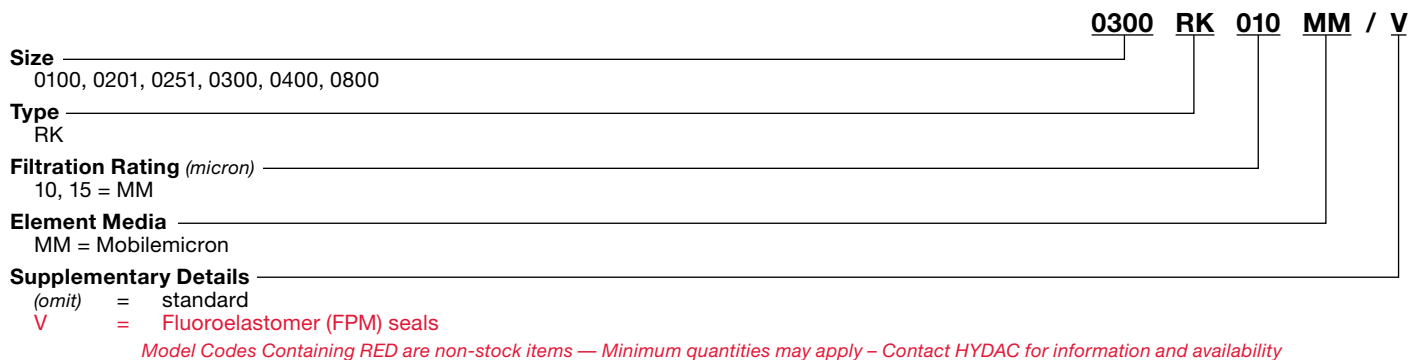 0300 RK 010 MM / V
Size
0100, 0201, 0251, 0300, 0400, 0800
Type
RK
Filtration Rating (micron)
10, 15 = MM
Element Media
MM = Mobilemicron
Supplementary Details
(omit) = standard
V = Fluoroelastomer (FPM) seals
Model Codes Containing RED are non-stock items — Minimum quantities may apply – Contact HYDAC for information and availability